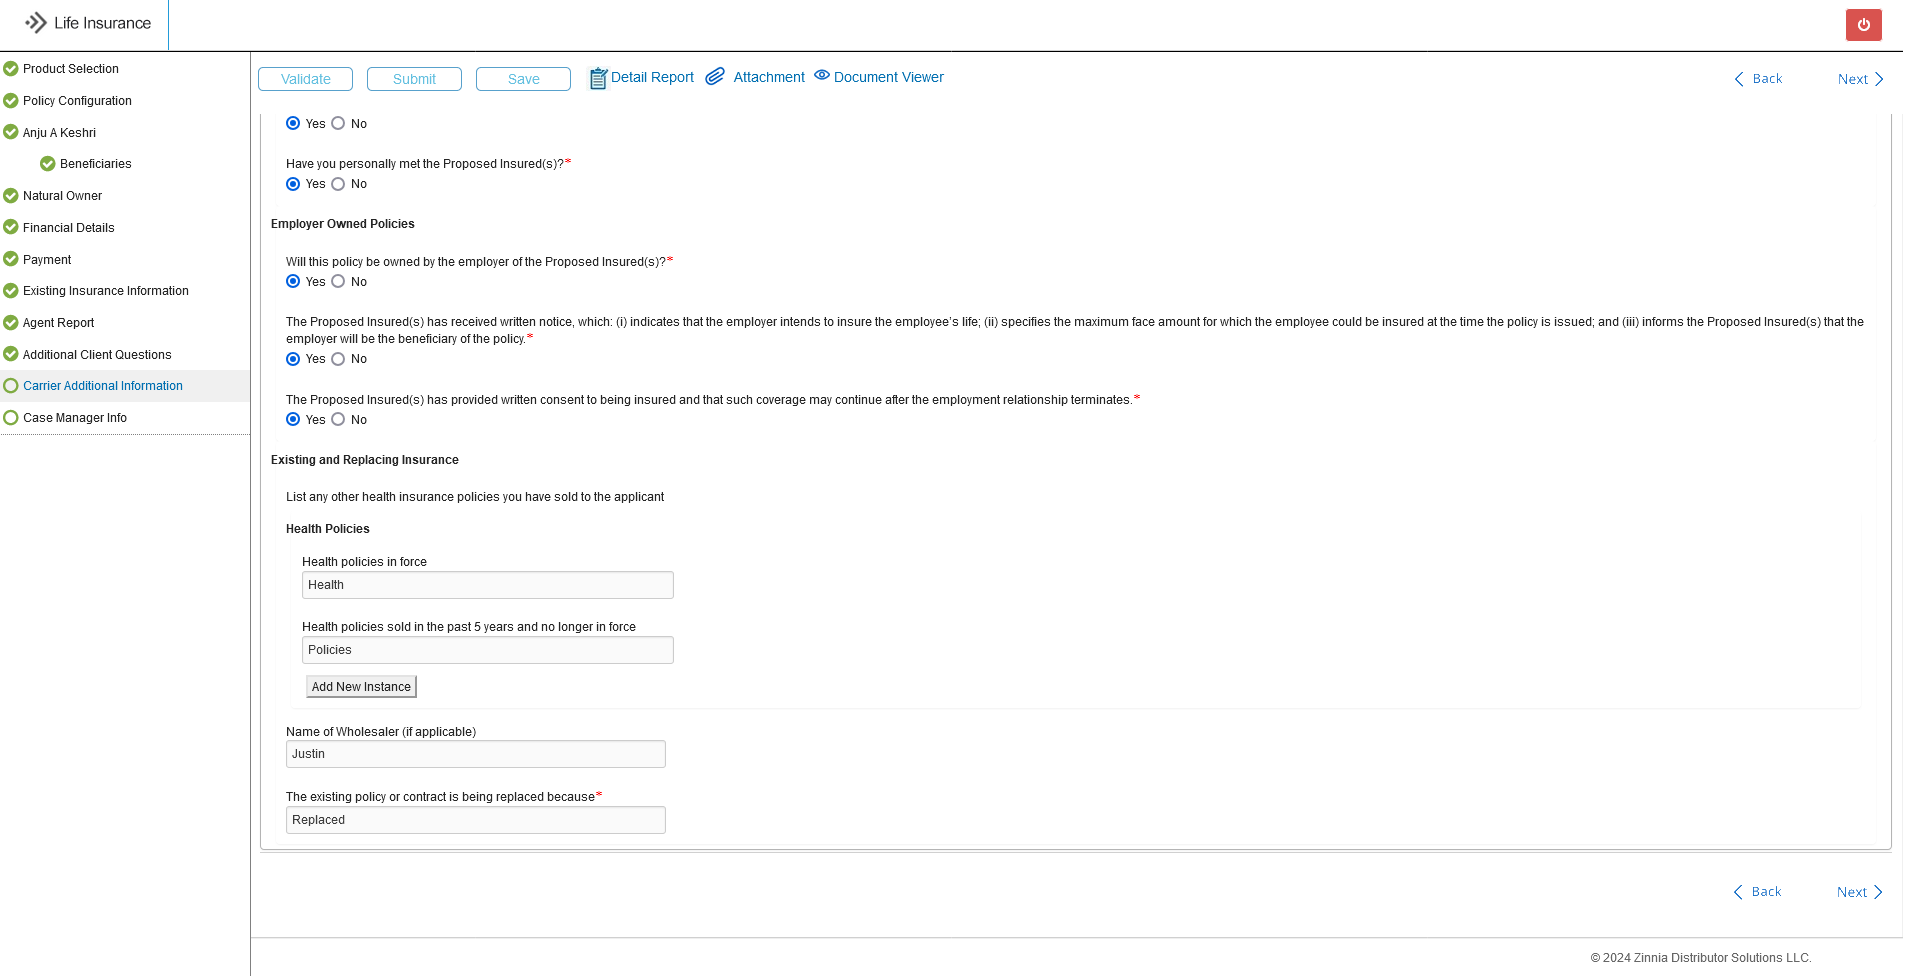 Life Insurance
Product Selection
Policy Configuration
Anju A Keshri
Beneficiaries
Natural Owner
Financial Details
Payment
Existing Insurance Information
Agent Report
Additional Client Questions
Carrier Additional Information
Case Manager Info
Validate Submit Save Detail Report Attachment Document Viewer Back Next
Yes No
Have you personally met the Proposed Insured(s)?*
Yes No
Employer Owned Policies
Will this policy be owned by the employer of the Proposed Insured(s)?*
Yes No
The Proposed Insured(s) has received written notice, which: (i) indicates that the employer intends to insure the employee's life; (ii) specifies the maximum face amount for which the employee could be insured at the time the policy is issued; and (iii) informs the Proposed Insured(s) that the
employer will be the beneficiary of the policy.*
Yes No
The Proposed Insured(s) has provided written consent to being insured and that such coverage may continue after the employment relationship terminates.*
Yes No
Existing and Replacing Insurance
List any other health insurance policies you have sold to the applicant
Health Policies
Health policies in force
Health
Health policies sold in the past 5 years and no longer in force
Policies
Add New Instance
Name of Wholesaler (if applicable)
Justin
The existing policy or contract is being replaced because*
Replaced
Back Next
© 2024 Zinnia Distributor Solutions LLC.